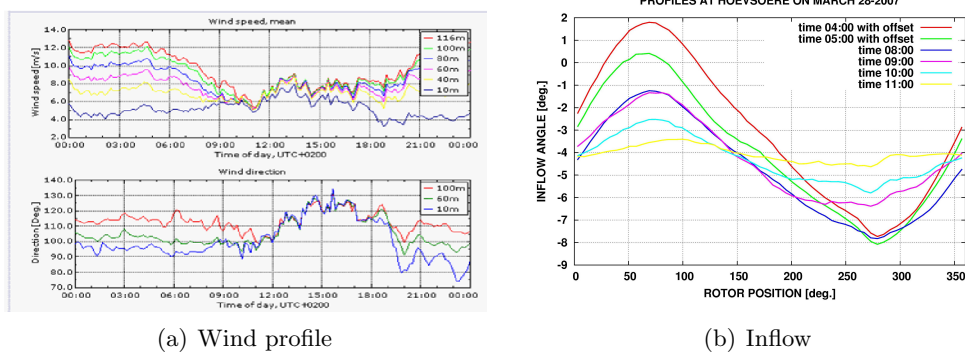 Wind speed, mean
Wind speed[m/s]
14.0
12.0
10.0
8.0
6.0
4.0
2.0
116m
100m
80m
60m
40m
10m
00:00 03:00 06:00 09:00 12:00 15:00 18:00 21:00 00:00
Time of day, UTC+0200
Wind direction
Direction[Deg.]
130.0
120.0
110.0
100.0
90.0
80.0
70.0
100m
60m
10m
00:00 03:00 06:00 09:00 12:00 15:00 18:00 21:00 00:00
Time of day, UTC+0200
(a) Wind profile
PROFILES AT HOEVSOERE ON MARCH 28-2007
INFLOW ANGLE [deg.]
2
1
0
-1
-2
-3
-4
-5
-6
-7
-8
-9
time 04:00 with offset
time 05:00 with offset
time 08:00
time 09:00
time 10:00
time 11:00
0 50 100 150 200 250 300 350
ROTOR POSITION [deg.]
(b) Inflow